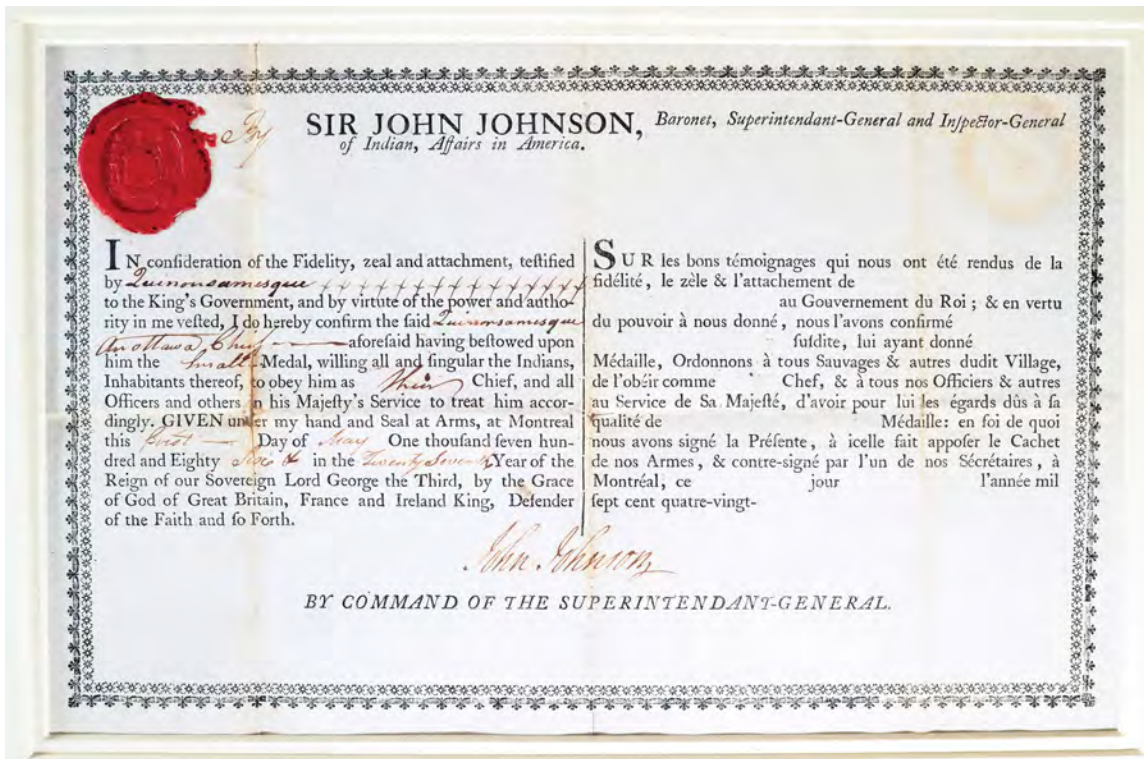 By SIR JOHN JOHNSON, Baronet, Superintendant-General and Inſpector-General
of Indian, Affairs in America.
IN conſideration of the Fidelity, zeal and attachment, teſtified
by Quinonsamesque
to the King's Government, and by virtue of the power and autho-
rity in me veſted, I do hereby confirm the ſaid Quinonsamesque
An ottawa Chief aforeſaid having beſtowed upon
him the Small Medal, willing all and ſingular the Indians,
Inhabitants thereof, to obey him as their Chief, and all
Officers and others in his Majeſty's Service to treat him accor-
dingly. GIVEN under my hand and Seal at Arms, at Montreal
this first Day of May One thouſand ſeven hun-
dred and Eighty Six & in the Twenty Seventh Year of the
Reign of our Sovereign Lord George the Third, by the Grace
of God of Great Britain, France and Ireland King, Defender
of the Faith and ſo Forth.
SUR les bons témoignages qui nous ont été rendus de la
fidélité, le zèle & l'attachement de
au Gouvernement du Roi ; & en vertu
du pouvoir à nous donné, nous l'avons confirmé
ſuſdite, lui ayant donné
Médaille, Ordonnons à tous Sauvages & autres dudit Village,
de l'obéir comme Chef, & à tous nos Officiers & autres
au Service de Sa Majeſté, d'avoir pour lui les égards dûs à ſa
qualité de Médaille: en foi de quoi
nous avons ſigné la Préſente, à icelle fait appoſer le Cachet
de nos Armes, & contre-ſigné par l'un de nos Sécrétaires, à
Montréal, ce jour l'année mil
ſept cent quatre-vingt-
John Johnson
BY COMMAND OF THE SUPERINTENDANT-GENERAL.